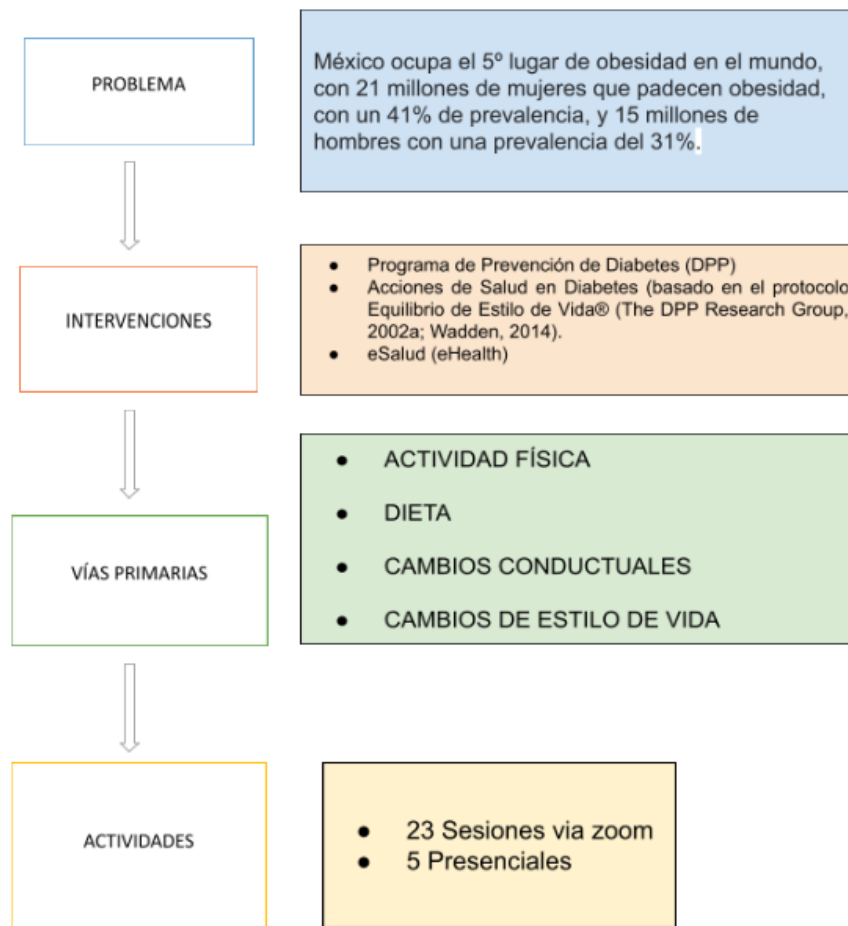 PROBLEMA
México ocupa el 5º lugar de obesidad en el mundo,
con 21 millones de mujeres que padecen obesidad,
con un 41% de prevalencia, y 15 millones de
hombres con una prevalencia del 31%.
INTERVENCIONES
● Programa de Prevención de Diabetes (DPP)
● Acciones de Salud en Diabetes (basado en el protocolo
Equilibrio de Estilo de Vida® (The DPP Research Group,
2002a; Wadden, 2014).
● eSalud (eHealth)
VÍAS PRIMARIAS
● ACTIVIDAD FÍSICA
● DIETA
● CAMBIOS CONDUCTUALES
● CAMBIOS DE ESTILO DE VIDA
ACTIVIDADES
● 23 Sesiones via zoom
● 5 Presenciales